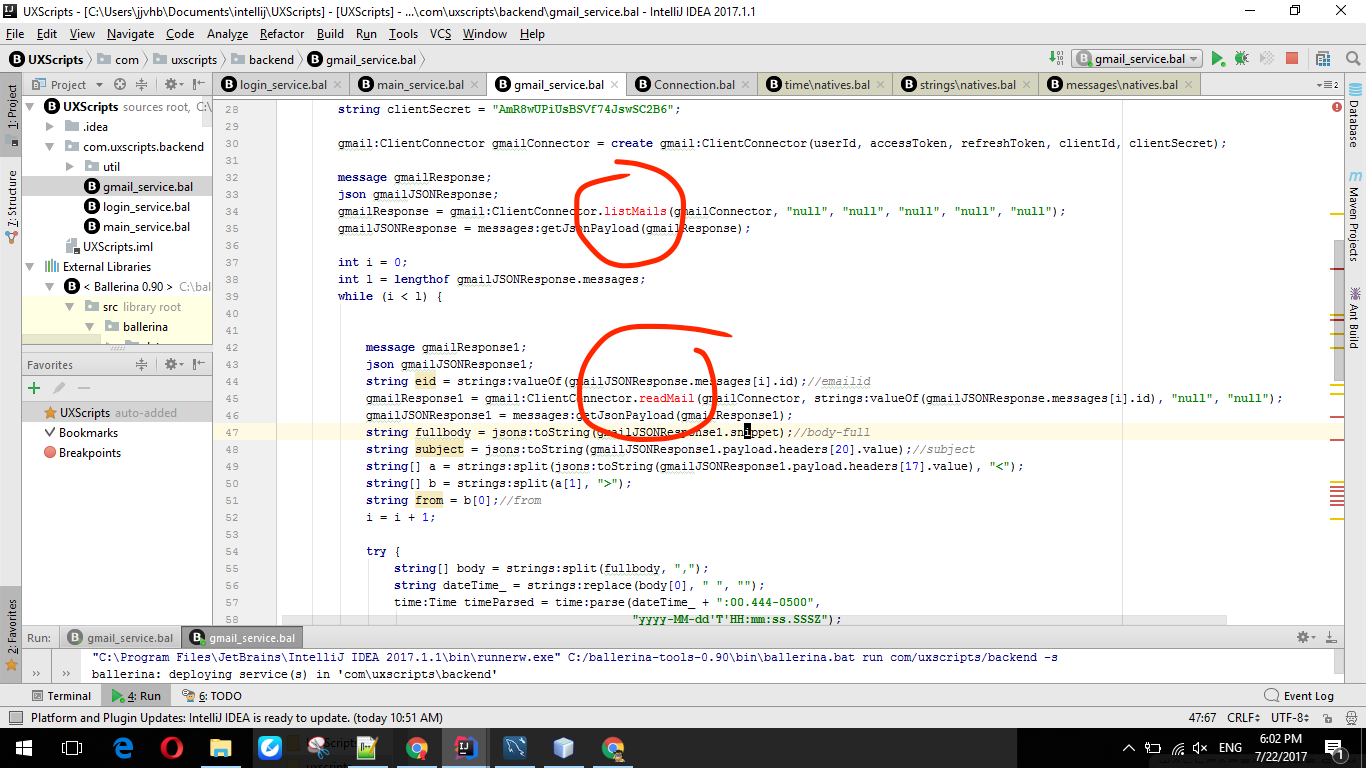 UXScripts - [C:\Users\jjvhb\Documents\intellij\UXScripts] - [UXScripts] - ...\com\uxscripts\backend\gmail_service.bal - IntelliJ IDEA 2017.1.1
File Edit View Navigate Code Analyze Refactor Build Run Tools VCS Window Help
UXScripts com uxscripts backend gmail_service.bal gmail_service.bal
Project login_service.bal main_service.bal gmail_service.bal Connection.bal time\natives.bal strings\natives.bal messages\natives.bal
1: Project
7: Structure
2: Favorites
UXScripts sources root, C:\
.idea
com.uxscripts.backend
util
gmail_service.bal
login_service.bal
main_service.bal
UXScripts.iml
External Libraries
< Ballerina 0.90 > C:\bal
src library root
ballerina
Favorites
UXScripts auto-added
Bookmarks
Breakpoints
28 string clientSecret = "AmR8wUPiUsBSVf74JswSC2B6";
29
30 gmail:ClientConnector gmailConnector = create gmail:ClientConnector(userId, accessToken, refreshToken, clientId, clientSecret);
31
32 message gmailResponse;
33 json gmailJSONResponse;
34 gmailResponse = gmail:ClientConnector.listMails(gmailConnector, "null", "null", "null", "null", "null");
35 gmailJSONResponse = messages:getJsonPayload(gmailResponse);
36
37 int i = 0;
38 int l = lengthof gmailJSONResponse.messages;
39 while (i < l) {
40
41
42 message gmailResponse1;
43 json gmailJSONResponse1;
44 string eid = strings:valueOf(gmailJSONResponse.messages[i].id);//emailid
45 gmailResponse1 = gmail:ClientConnector.readMail(gmailConnector, strings:valueOf(gmailJSONResponse.messages[i].id), "null", "null");
46 gmailJSONResponse1 = messages:getJsonPayload(gmailResponse1);
47 string fullbody = jsons:toString(gmailJSONResponse1.snippet);//body-full
48 string subject = jsons:toString(gmailJSONResponse1.payload.headers[20].value);//subject
49 string[] a = strings:split(jsons:toString(gmailJSONResponse1.payload.headers[17].value), "<");
50 string[] b = strings:split(a[1], ">");
51 string from = b[0];//from
52 i = i + 1;
53
54 try {
55 string[] body = strings:split(fullbody, ",");
56 string dateTime_ = strings:replace(body[0], " ", "");
57 time:Time timeParsed = time:parse(dateTime_ + ":00.444-0500",
58 "yyyy-MM-dd'T'HH:mm:ss.SSSZ");
Database
Maven Projects
Ant Build
Run: gmail_service.bal gmail_service.bal
"C:\Program Files\JetBrains\IntelliJ IDEA 2017.1.1\bin\runnerw.exe" C:/ballerina-tools-0.90\bin\ballerina.bat run com/uxscripts/backend -s
ballerina: deploying service(s) in 'com\uxscripts\backend'
Terminal 4: Run 6: TODO Event Log
Platform and Plugin Updates: IntelliJ IDEA is ready to update. (today 10:51 AM) 47:67 CRLF UTF-8
ENG 6:02 PM
7/22/2017